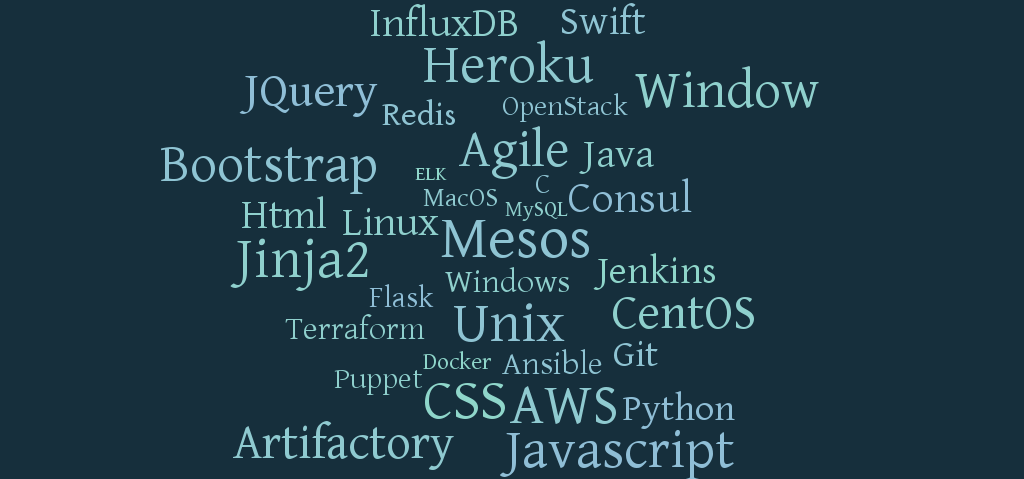 InfluxDB Swift
Heroku
JQuery Window
Redis OpenStack
Bootstrap Agile Java
ELK
MacOS C Consul
MySQL
Html Linux
Jinja2 Mesos
Windows Jenkins
Flask
Terraform Unix CentOS
Docker Ansible Git
Puppet
CSS AWS Python
Artifactory Javascript